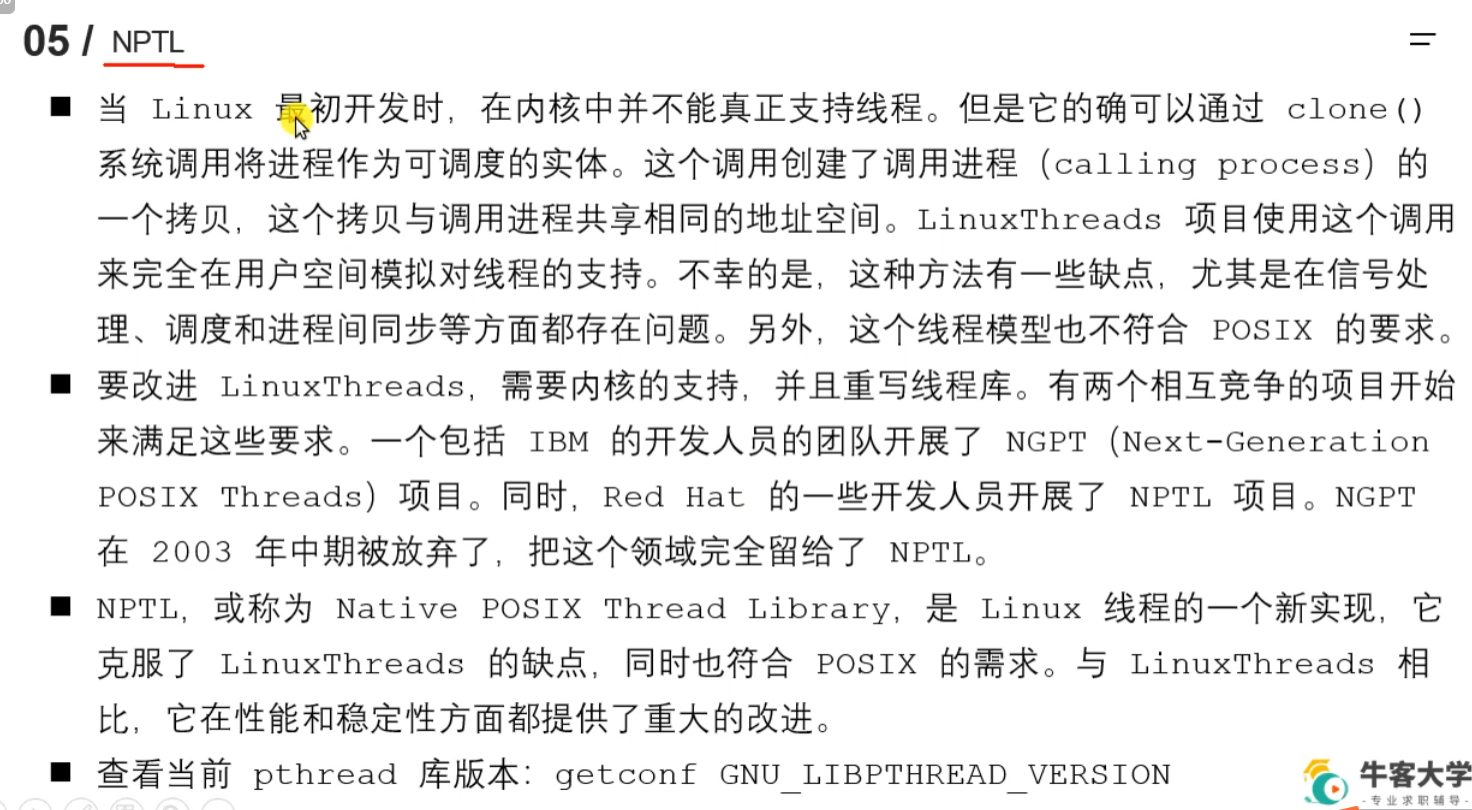 05 / NPTL
■ 当 Linux 最初开发时，在内核中并不能真正支持线程。但是它的确可以通过 clone()
系统调用将进程作为可调度的实体。这个调用创建了调用进程（calling process）的
一个拷贝，这个拷贝与调用进程共享相同的地址空间。LinuxThreads 项目使用这个调用
来完全在用户空间模拟对线程的支持。不幸的是，这种方法有一些缺点，尤其是在信号处
理、调度和进程间同步等方面都存在问题。另外，这个线程模型也不符合 POSIX 的要求。
■ 要改进 LinuxThreads，需要内核的支持，并且重写线程库。有两个相互竞争的项目开始
来满足这些要求。一个包括 IBM 的开发人员的团队开展了 NGPT（Next-Generation
POSIX Threads）项目。同时，Red Hat 的一些开发人员开展了 NPTL 项目。NGPT
在 2003 年中期被放弃了，把这个领域完全留给了 NPTL。
■ NPTL，或称为 Native POSIX Thread Library，是 Linux 线程的一个新实现，它
克服了 LinuxThreads 的缺点，同时也符合 POSIX 的需求。与 LinuxThreads 相
比，它在性能和稳定性方面都提供了重大的改进。
■ 查看当前 pthread 库版本：getconf GNU_LIBPTHREAD_VERSION
牛客大学
-专业求职辅导-